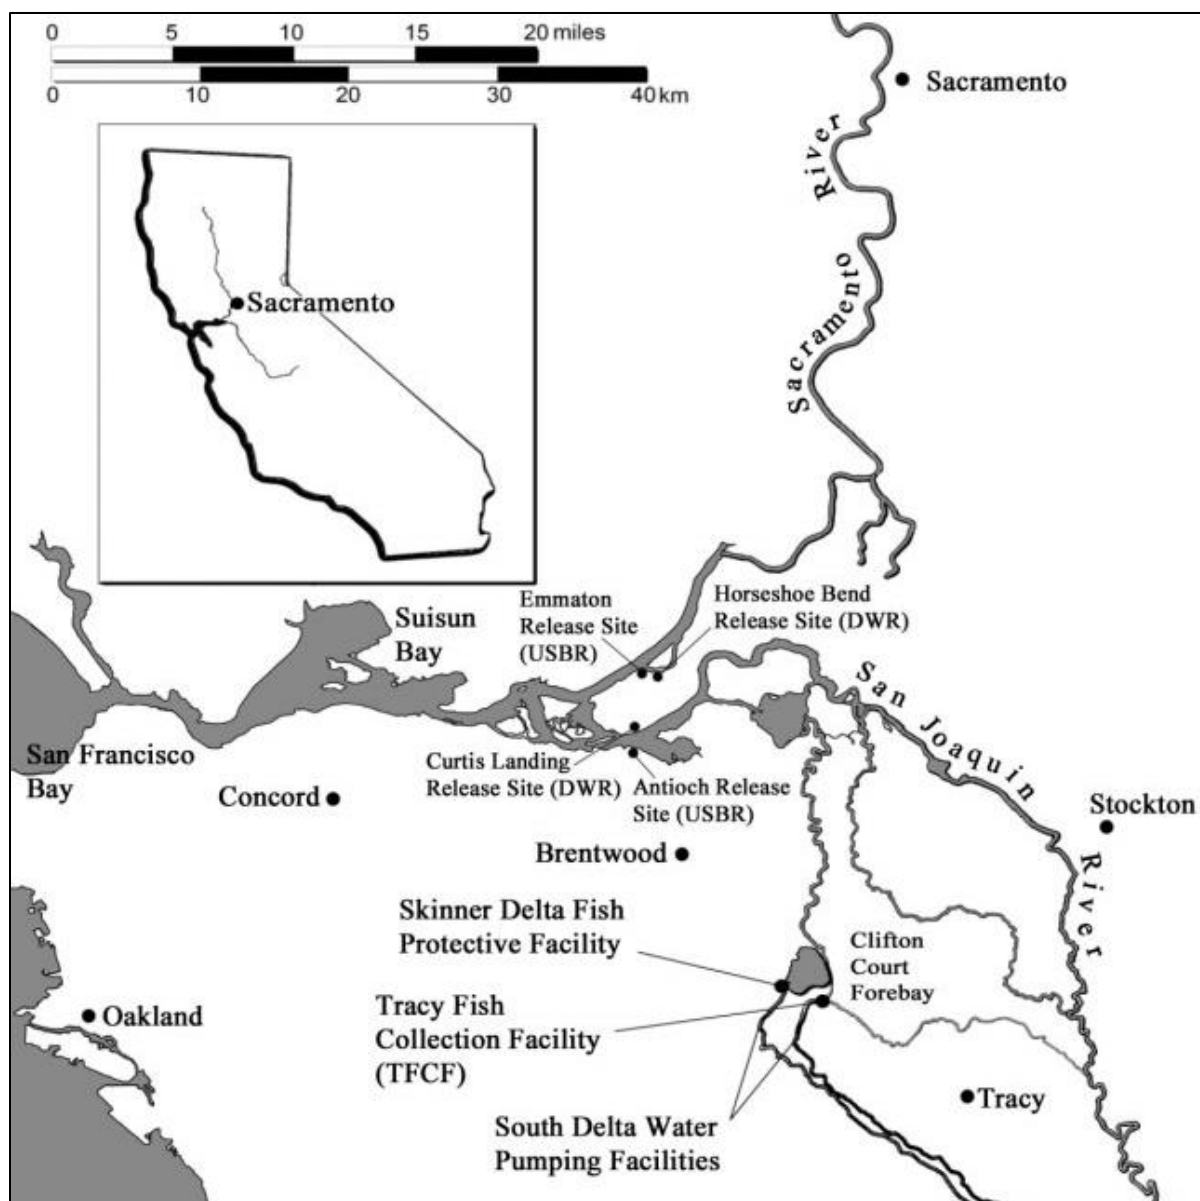 0 5 10 15 20 miles
0 10 20 30 40 km
Sacramento
Sacramento
Sacramento River
Emmaton
Release Site
(USBR)
Horseshoe Bend
Release Site (DWR)
Suisun
Bay
San Joaquin River
San Francisco
Bay
Curtis Landing
Release Site (DWR)
Antioch Release
Site (USBR)
Concord
Stockton
Brentwood
Skinner Delta Fish
Protective Facility
Clifton
Court
Forebay
Tracy Fish
Collection Facility
(TFCF)
Oakland
Tracy
South Delta Water
Pumping Facilities